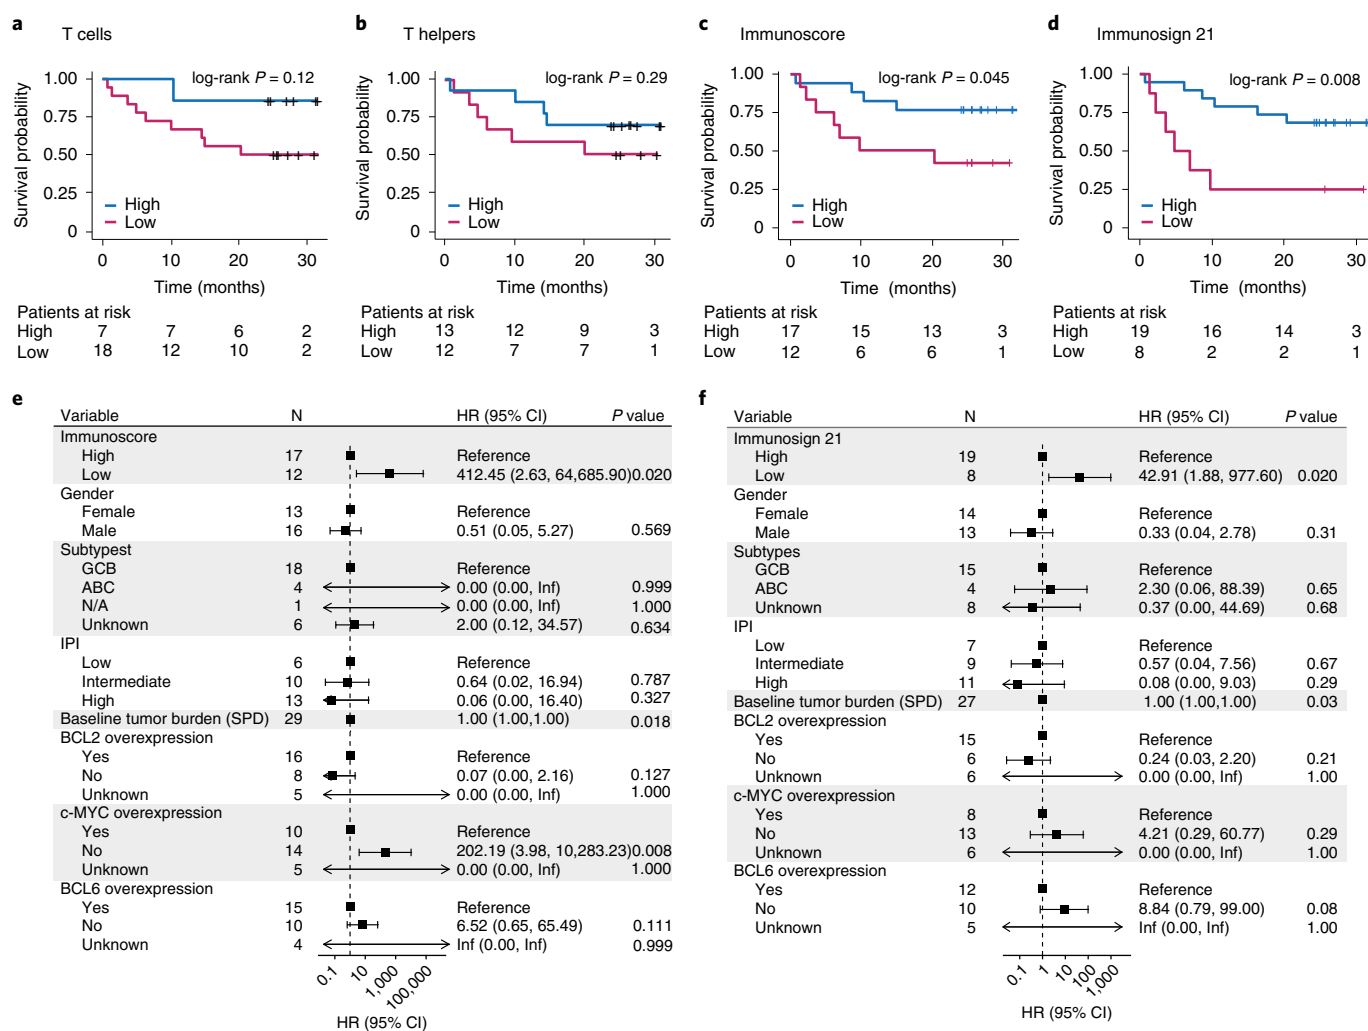 a T cells
log-rank P = 0.12
Survival probability
1.00
0.75
0.50
0.25
0
High
Low
0 10 20 30
Time (months)
Patients at risk
High 7 7 6 2
Low 18 12 10 2
b T helpers
log-rank P = 0.29
Survival probability
1.00
0.75
0.50
0.25
0
High
Low
0 10 20 30
Time (months)
Patients at risk
High 13 12 9 3
Low 12 7 7 1
c Immunoscore
log-rank P = 0.045
Survival probability
1.00
0.75
0.50
0.25
0
High
Low
0 10 20 30
Time (months)
Patients at risk
High 17 15 13 3
Low 12 6 6 1
d Immunosign 21
log-rank P = 0.008
Survival probability
1.00
0.75
0.50
0.25
0
High
Low
0 10 20 30
Time (months)
Patients at risk
High 19 16 14 3
Low 8 2 2 1
e
Variable N HR (95% CI) P value
Immunoscore
High 17 Reference
Low 12 412.45 (2.63, 64,685.90)0.020
Gender
Female 13 Reference
Male 16 0.51 (0.05, 5.27) 0.569
Subtypest
GCB 18 Reference
ABC 4 0.00 (0.00, Inf) 0.999
N/A 1 0.00 (0.00, Inf) 1.000
Unknown 6 2.00 (0.12, 34.57) 0.634
IPI
Low 6 Reference
Intermediate 10 0.64 (0.02, 16.94) 0.787
High 13 0.06 (0.00, 16.40) 0.327
Baseline tumor burden (SPD) 29 1.00 (1.00,1.00) 0.018
BCL2 overexpression
Yes 16 Reference
No 8 0.07 (0.00, 2.16) 0.127
Unknown 5 0.00 (0.00, Inf) 1.000
c-MYC overexpression
Yes 10 Reference
No 14 202.19 (3.98, 10,283.23)0.008
Unknown 5 0.00 (0.00, Inf) 1.000
BCL6 overexpression
Yes 15 Reference
No 10 6.52 (0.65, 65.49) 0.111
Unknown 4 Inf (0.00, Inf) 0.999
0.1 10 1,000 100,000
HR (95% CI)
f
Variable N HR (95% CI) P value
Immunosign 21
High 19 Reference
Low 8 42.91 (1.88, 977.60) 0.020
Gender
Female 14 Reference
Male 13 0.33 (0.04, 2.78) 0.31
Subtypes
GCB 15 Reference
ABC 4 2.30 (0.06, 88.39) 0.65
Unknown 8 0.37 (0.00, 44.69) 0.68
IPI
Low 7 Reference
Intermediate 9 0.57 (0.04, 7.56) 0.67
High 11 0.08 (0.00, 9.03) 0.29
Baseline tumor burden (SPD) 27 1.00 (1.00,1.00) 0.03
BCL2 overexpression
Yes 15 Reference
No 6 0.24 (0.03, 2.20) 0.21
Unknown 6 0.00 (0.00, Inf) 1.00
c-MYC overexpression
Yes 8 Reference
No 13 4.21 (0.29, 60.77) 0.29
Unknown 6 0.00 (0.00, Inf) 1.00
BCL6 overexpression
Yes 12 Reference
No 10 8.84 (0.79, 99.00) 0.08
Unknown 5 Inf (0.00, Inf) 1.00
0.1 1 10 100 1,000
HR (95% CI)